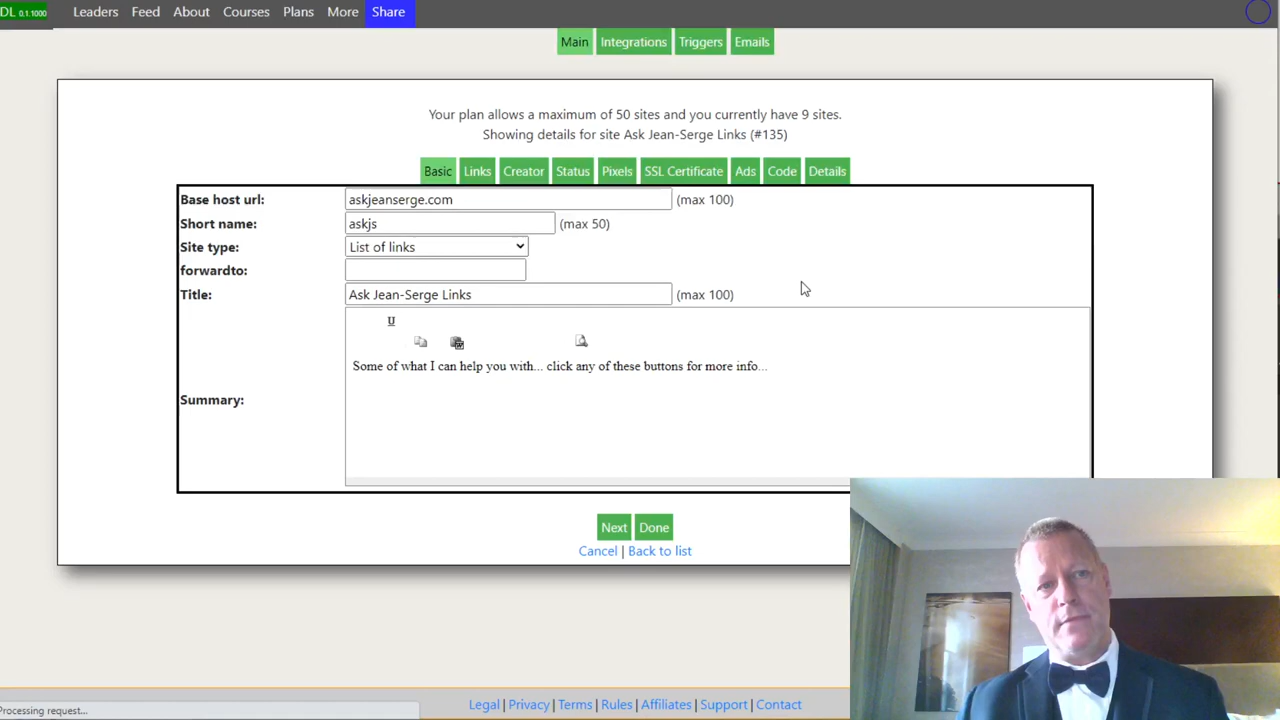 DL 0.1.1000 Leaders Feed About Courses Plans More Share
Main Integrations Triggers Emails
Your plan allows a maximum of 50 sites and you currently have 9 sites.
Showing details for site Ask Jean-Serge Links (#135)
Basic Links Creator Status Pixels SSL Certificate Ads Code Details
Base host url: askjeanserge.com (max 100)
Short name: askjs (max 50)
Site type: List of links
forwardto:
Title: Ask Jean-Serge Links (max 100)
U
Some of what I can help you with... click any of these buttons for more info...
Summary:
Next Done
Cancel | Back to list
Legal | Privacy | Terms | Rules | Affiliates | Support | Contact
Processing request...